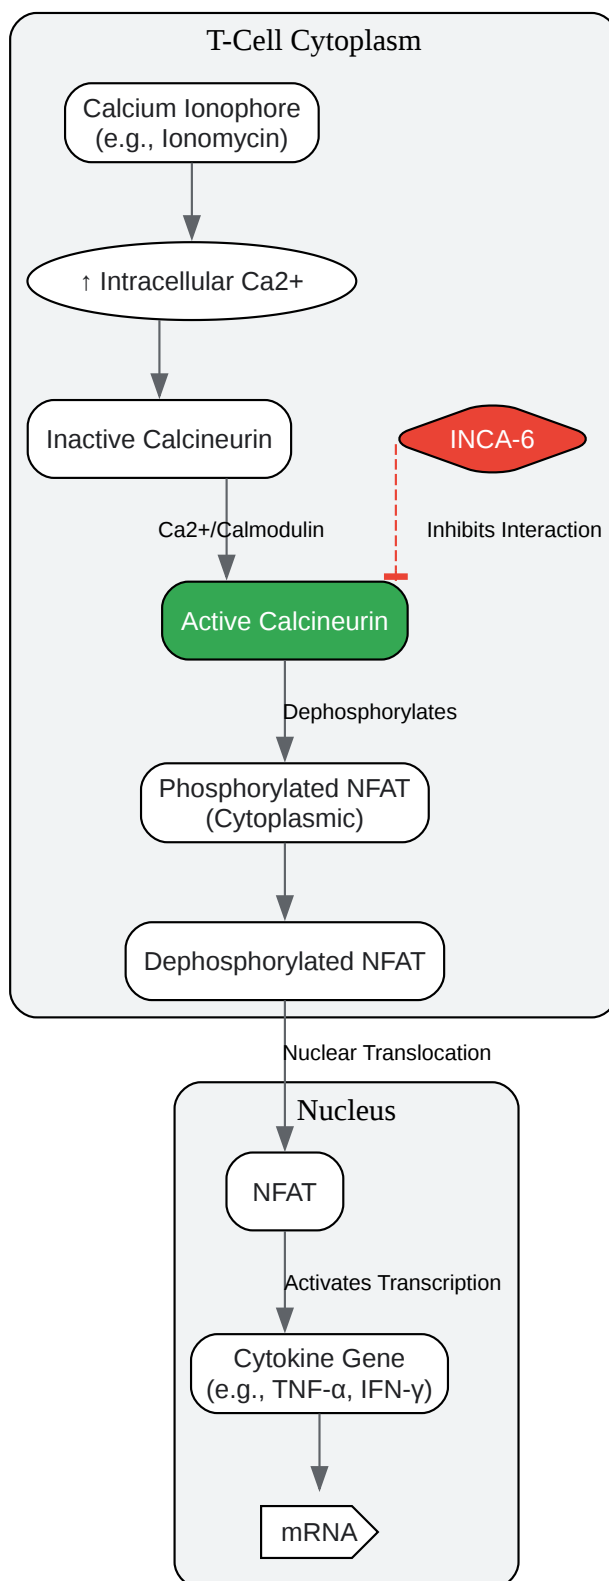 T-Cell Cytoplasm
Calcium Ionophore
(e.g., Ionomycin)
↑ Intracellular Ca2+
Inactive Calcineurin
INCA-6
Ca2+/Calmodulin
Inhibits Interaction
Active Calcineurin
Dephosphorylates
Phosphorylated NFAT
(Cytoplasmic)
Dephosphorylated NFAT
Nuclear Translocation
Nucleus
NFAT
Activates Transcription
Cytokine Gene
(e.g., TNF-α, IFN-γ)
mRNA